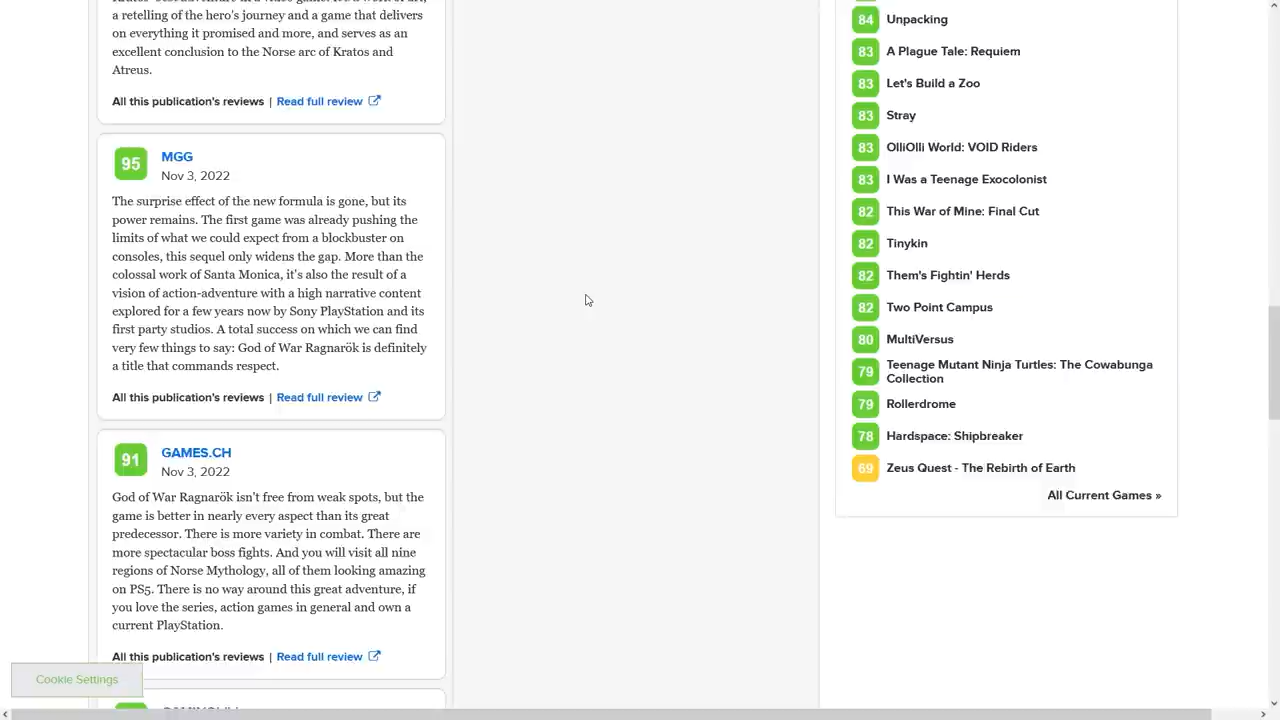 a retelling of the hero's journey and a game that delivers
on everything it promised and more, and serves as an
excellent conclusion to the Norse arc of Kratos and
Atreus.
All this publication's reviews | Read full review
95
MGG
Nov 3, 2022
The surprise effect of the new formula is gone, but its
power remains. The first game was already pushing the
limits of what we could expect from a blockbuster on
consoles, this sequel only widens the gap. More than the
colossal work of Santa Monica, it's also the result of a
vision of action-adventure with a high narrative content
explored for a few years now by Sony PlayStation and its
first party studios. A total success on which we can find
very few things to say: God of War Ragnarök is definitely
a title that commands respect.
All this publication's reviews | Read full review
91
GAMES.CH
Nov 3, 2022
God of War Ragnarök isn't free from weak spots, but the
game is better in nearly every aspect than its great
predecessor. There is more variety in combat. There are
more spectacular boss fights. And you will visit all nine
regions of Norse Mythology, all of them looking amazing
on PS5. There is no way around this great adventure, if
you love the series, action games in general and own a
current PlayStation.
All this publication's reviews | Read full review
Cookie Settings
84 Unpacking
83 A Plague Tale: Requiem
83 Let's Build a Zoo
83 Stray
83 OlliOlli World: VOID Riders
83 I Was a Teenage Exocolonist
82 This War of Mine: Final Cut
82 Tinykin
82 Them's Fightin' Herds
82 Two Point Campus
80 MultiVersus
79 Teenage Mutant Ninja Turtles: The Cowabunga
Collection
79 Rollerdrome
78 Hardspace: Shipbreaker
69 Zeus Quest - The Rebirth of Earth
All Current Games »